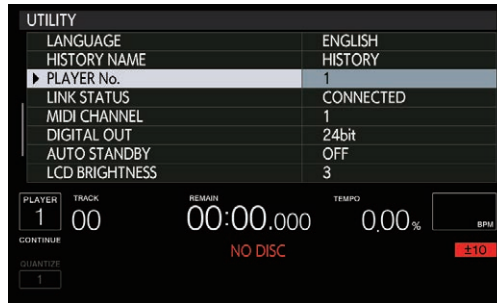 UTILITY
LANGUAGE ENGLISH
HISTORY NAME HISTORY
PLAYER No. 1
LINK STATUS CONNECTED
MIDI CHANNEL 1
DIGITAL OUT 24bit
AUTO STANDBY OFF
LCD BRIGHTNESS 3
PLAYER TRACK REMAIN TEMPO
1 00 00:00.000 0.00% BPM
CONTINUE NO DISC ±10
QUANTIZE
1